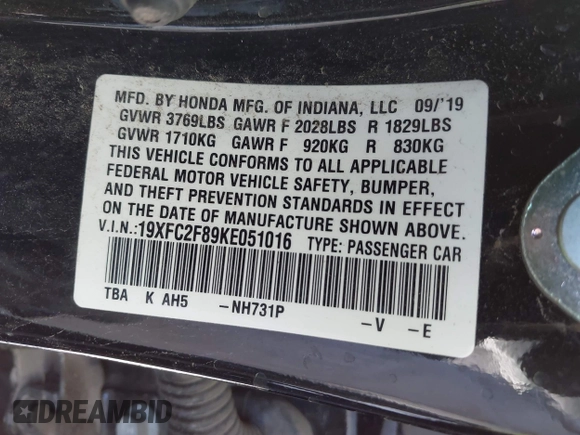 MFD. BY HONDA MFG. OF INDIANA, LLC 09/'19
GVWR 3769LBS GAWR F 2028LBS R 1829LBS
GVWR 1710KG GAWR F 920KG R 830KG
THIS VEHICLE CONFORMS TO ALL APPLICABLE
FEDERAL MOTOR VEHICLE SAFETY, BUMPER,
AND THEFT PREVENTION STANDARDS IN EFFECT
ON THE DATE OF MANUFACTURE SHOWN ABOVE.
V.I.N.:19XFC2F89KE051016 TYPE: PASSENGER CAR
TBA K AH5 -NH731P -V -E
DREAMBID